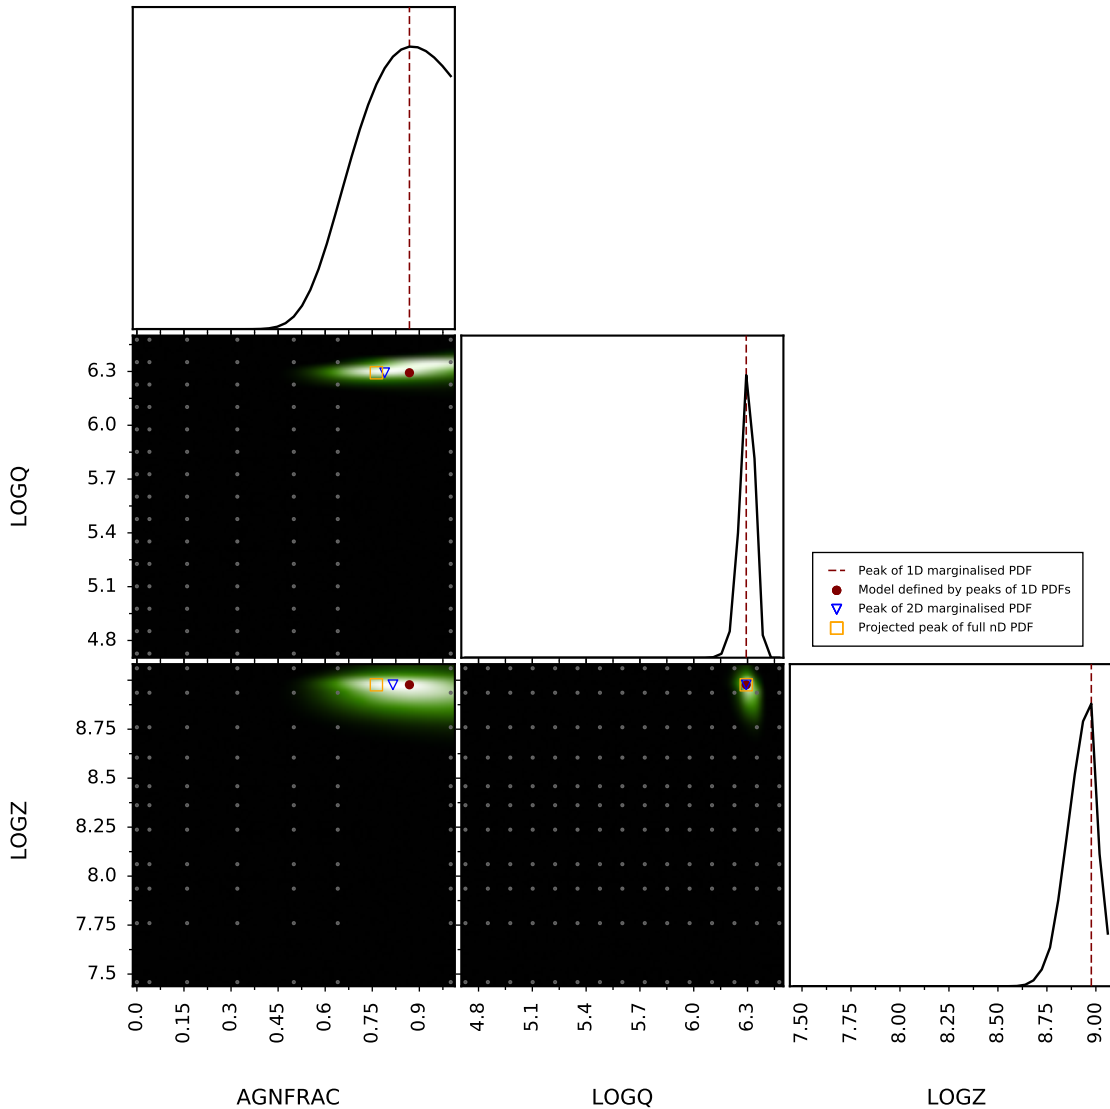 6.3
6.0
5.7
5.4
5.1
4.8
LOGQ
Peak of 1D marginalised PDF
Model defined by peaks of 1D PDFs
Peak of 2D marginalised PDF
Projected peak of full nD PDF
8.75
8.5
8.25
8.0
7.75
7.5
LOGZ
0.0 0.15 0.3 0.45 0.6 0.75 0.9
4.8 5.1 5.4 5.7 6.0 6.3
7.50 7.75 8.00 8.25 8.50 8.75 9.00
AGNFRAC LOGQ LOGZ